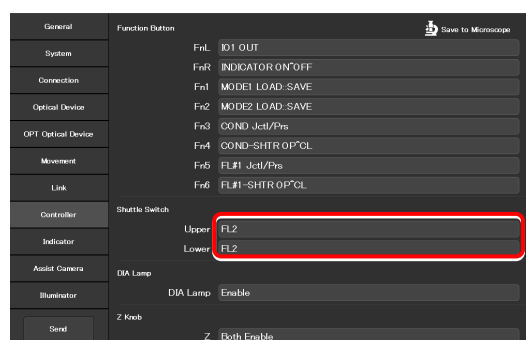 General
System
Connection
Optical Device
OPT Optical Device
Movement
Link
Controller
Indicator
Assist Camera
Illuminator
Send
Function Button
Save to Microscope
FnL IO1 OUT
FnR INDICATOR ON^OFF
Fn1 MODE1 LOAD::SAVE
Fn2 MODE2 LOAD::SAVE
Fn3 COND Jctl/Prs
Fn4 COND-SHTR OP^CL
Fn5 FL#1 Jctl/Prs
Fn6 FL#1-SHTR OP^CL
Shuttle Switch
Upper FL2
Lower FL2
DIA Lamp
DIA Lamp Enable
Z Knob
Z Both Enable